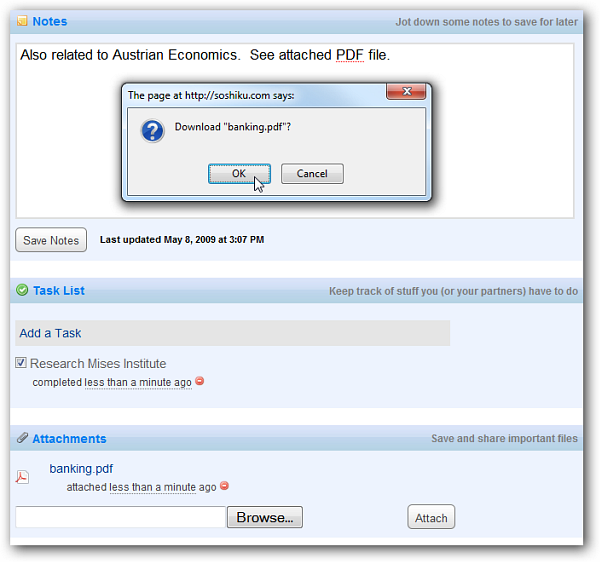 Notes Jot down some notes to save for later
Also related to Austrian Economics.  See attached PDF file.
The page at http://soshiku.com says:
Download "banking.pdf"?
OK Cancel
Save Notes Last updated May 8, 2009 at 3:07 PM
Task List Keep track of stuff you (or your partners) have to do
Add a Task
Research Mises Institute
completed less than a minute ago
Attachments Save and share important files
banking.pdf
attached less than a minute ago
Browse... Attach